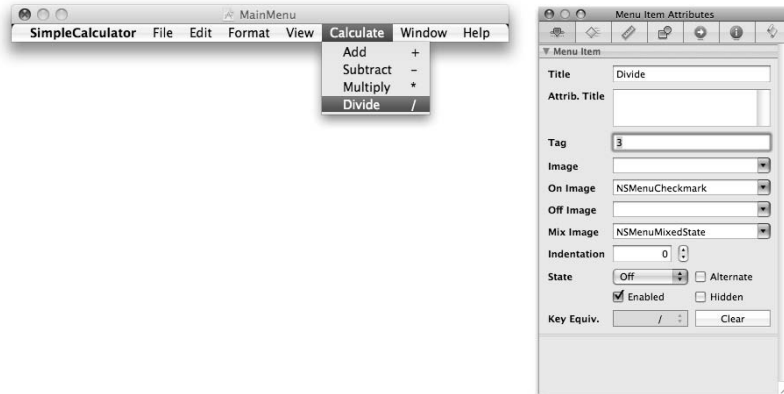 MainMenu
SimpleCalculator File Edit Format View Calculate Window Help
Add +
Subtract -
Multiply *
Divide /
Menu Item Attributes
Menu Item
Title Divide
Attrib. Title
Tag 3
Image
On Image NSMenuCheckmark
Off Image
Mix Image NSMenuMixedState
Indentation 0
State Off Alternate
Enabled Hidden
Key Equiv. / Clear